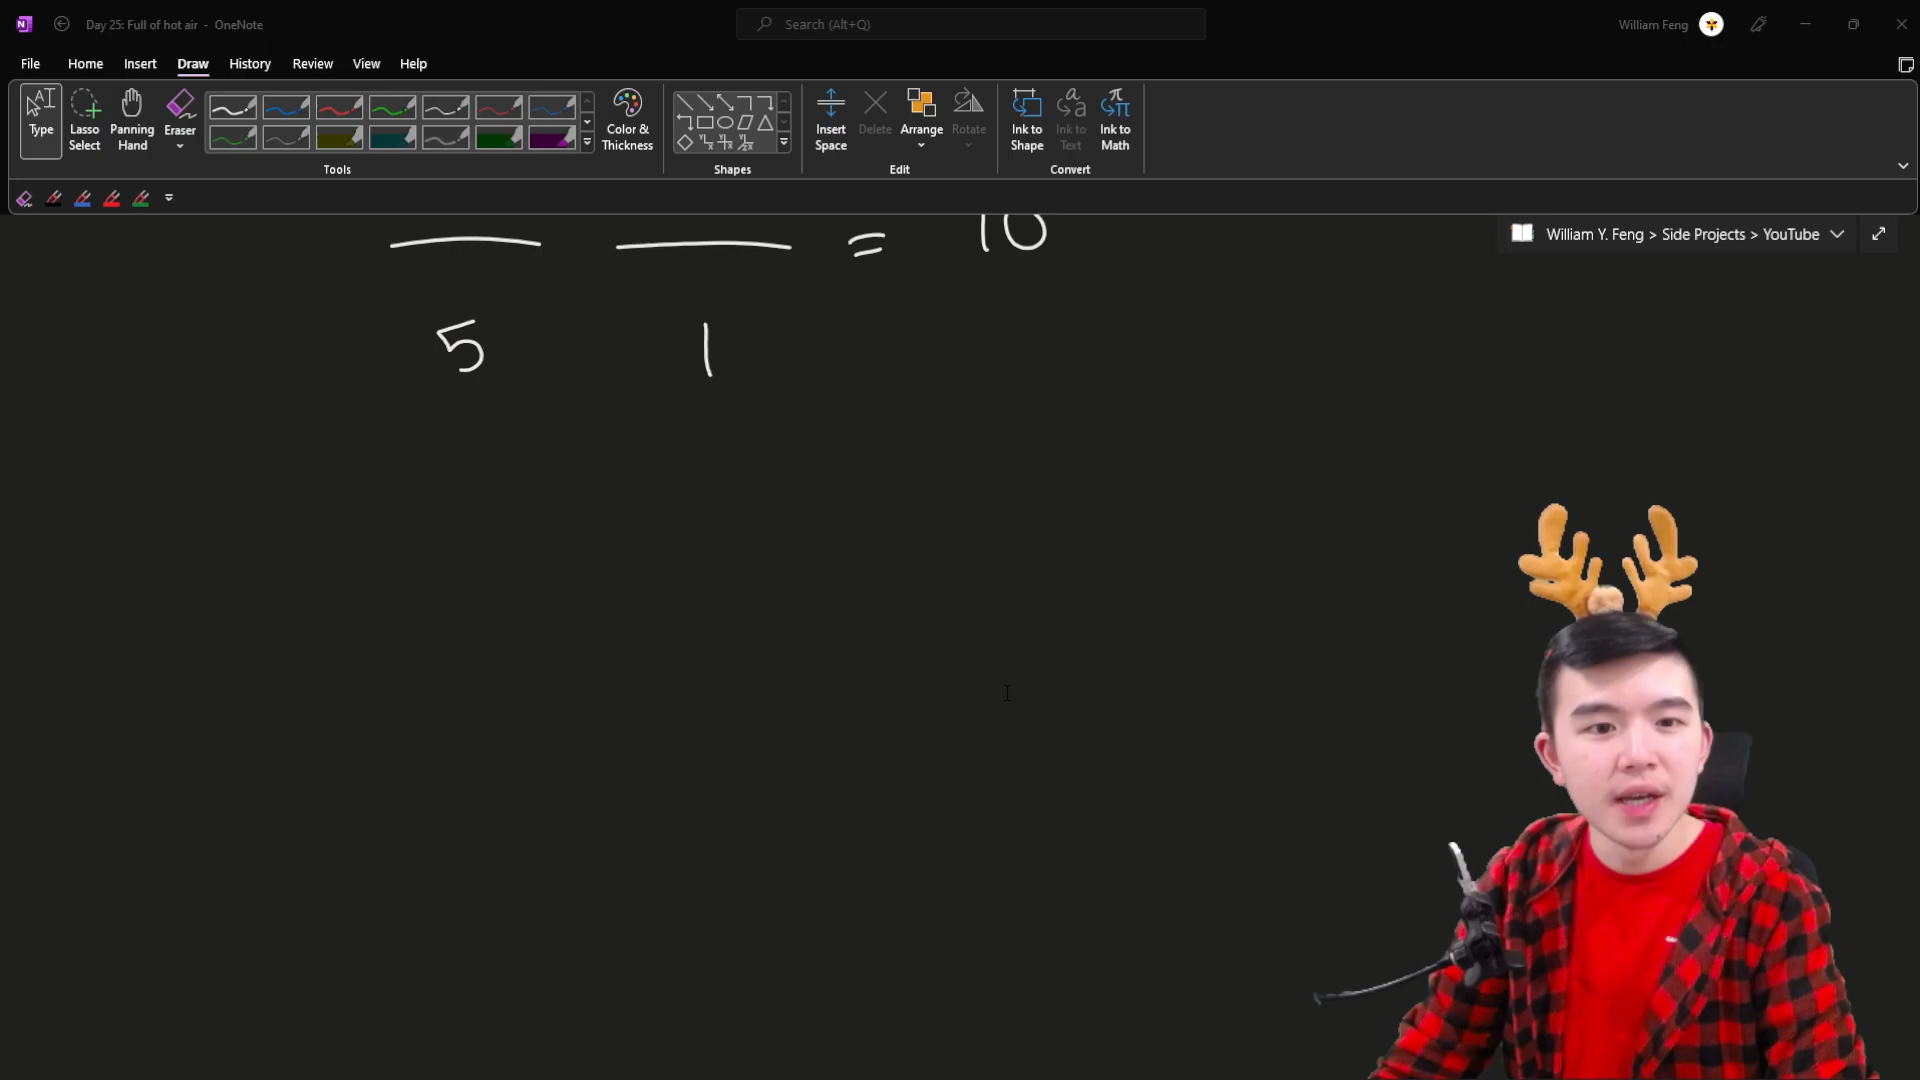 Day 25: Full of hot air - OneNote
Search (Alt+Q)
William Feng
File Home Insert Draw History Review View Help
Type
Lasso Select
Panning Hand
Eraser
Color & Thickness
Insert Space
Delete
Arrange
Rotate
Ink to Shape
Ink to Text
Ink to Math
Tools
Shapes
Edit
Convert
William Y. Feng > Side Projects > YouTube
= 10
5 1